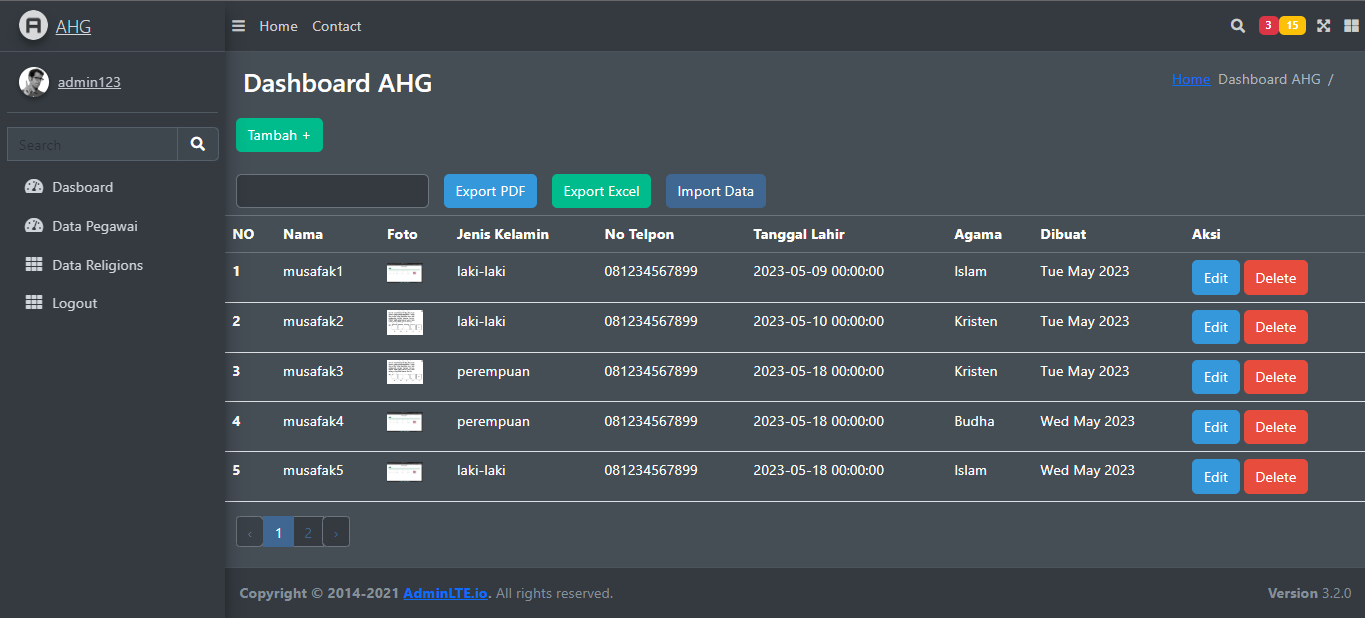 AHG
Home Contact
3 15
admin123
Dashboard AHG
Home Dashboard AHG /
Search
Tambah +
Dasboard
Data Pegawai
Data Religions
Logout
Export PDF Export Excel Import Data
NO Nama Foto Jenis Kelamin No Telpon Tanggal Lahir Agama Dibuat Aksi
1 musafak1 laki-laki 081234567899 2023-05-09 00:00:00 Islam Tue May 2023 Edit Delete
2 musafak2 laki-laki 081234567899 2023-05-10 00:00:00 Kristen Tue May 2023 Edit Delete
3 musafak3 perempuan 081234567899 2023-05-18 00:00:00 Kristen Tue May 2023 Edit Delete
4 musafak4 perempuan 081234567899 2023-05-18 00:00:00 Budha Wed May 2023 Edit Delete
5 musafak5 laki-laki 081234567899 2023-05-18 00:00:00 Islam Wed May 2023 Edit Delete
‹ 1 2 ›
Copyright © 2014-2021 AdminLTE.io. All rights reserved.
Version 3.2.0